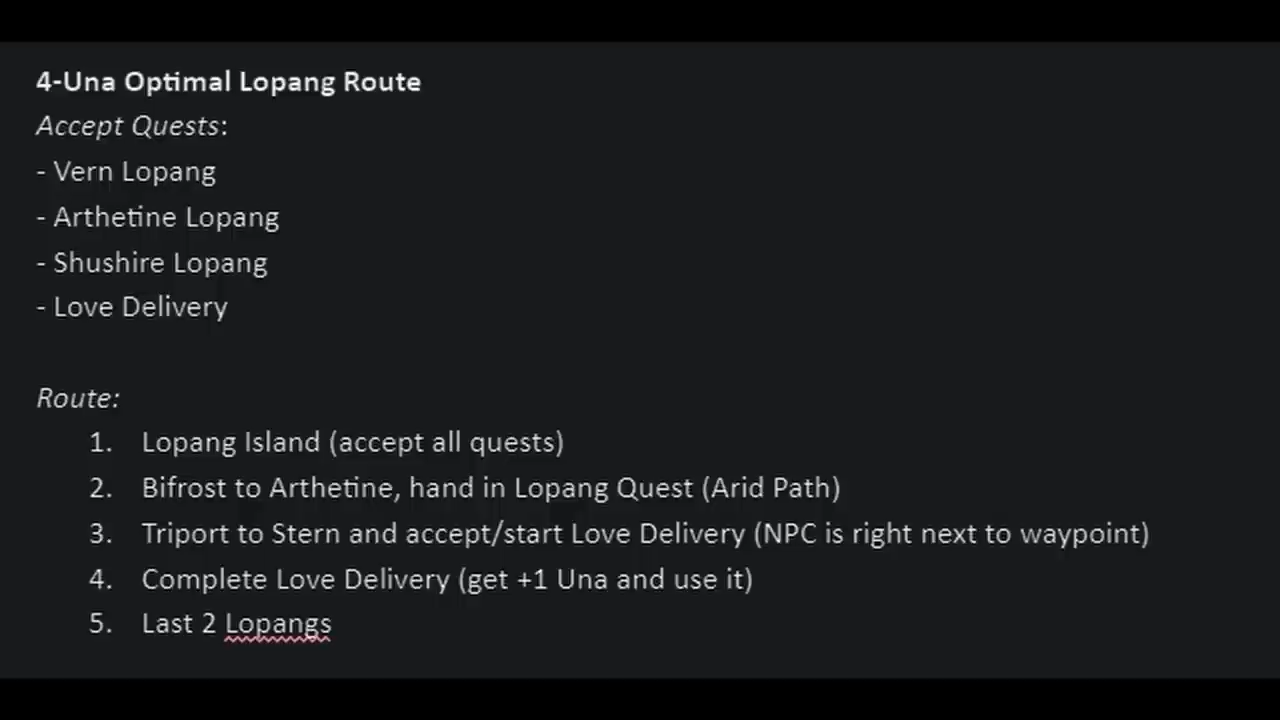 4-Una Optimal Lopang Route
Accept Quests:
- Vern Lopang
- Arthetine Lopang
- Shushire Lopang
- Love Delivery
Route:
1. Lopang Island (accept all quests)
2. Bifrost to Arthetine, hand in Lopang Quest (Arid Path)
3. Triport to Stern and accept/start Love Delivery (NPC is right next to waypoint)
4. Complete Love Delivery (get +1 Una and use it)
5. Last 2 Lopangs